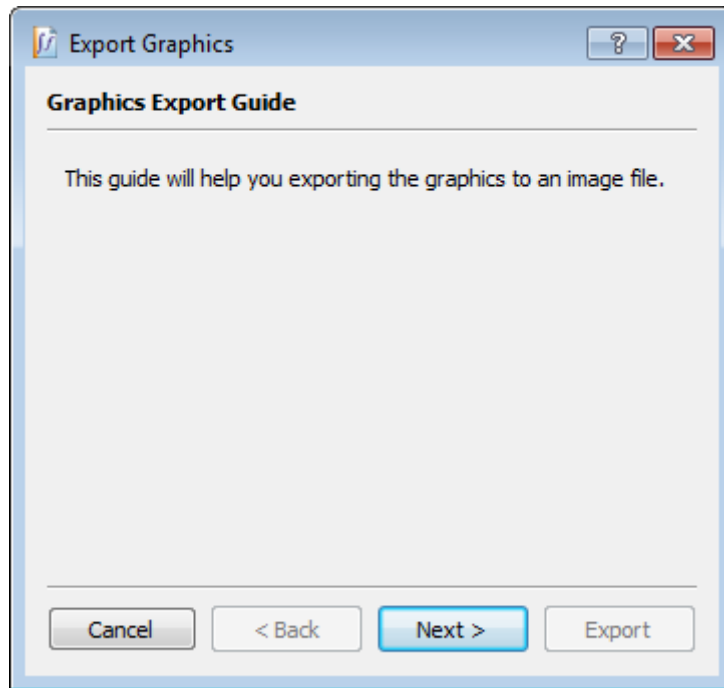 Export Graphics
Graphics Export Guide
This guide will help you exporting the graphics to an image file.
Cancel < Back Next > Export